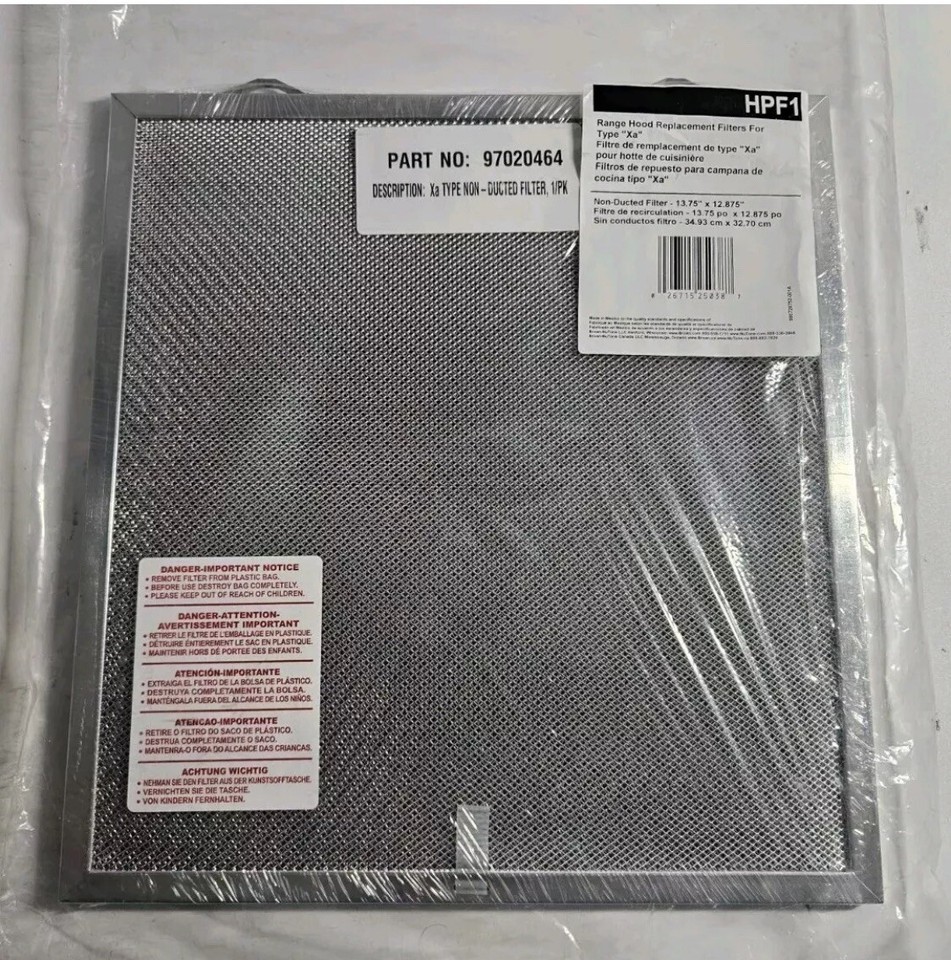 PART NO: 97020464
DESCRIPTION: Xa TYPE NON-DUCTED FILTER, 1/PK
HPF1
Range Hood Replacement Filters For
Type "Xa"
Filtre de remplacement de type "Xa"
pour hotte de cuisinière
Filtros de repuesto para campana de
cocina tipo "Xa"
Non-Ducted Filter - 13.75" x 12.875"
Filtre de recirculation - 13.75 po x 12.875 po
Sin conductos filtro - 34.93 cm x 32.70 cm
8 26715 25038 1
DANGER-IMPORTANT NOTICE
• REMOVE FILTER FROM PLASTIC BAG.
• BEFORE USE DESTROY BAG COMPLETELY.
• PLEASE KEEP OUT OF REACH OF CHILDREN.
DANGER-ATTENTION-
AVERTISSEMENT IMPORTANT
• RETIRER LE FILTRE DE L'EMBALLAGE EN PLASTIQUE.
• DÉTRUIRE ÉNTIEREMENT LE SAC EN PLASTIQUE.
• MAINTENIR HORS DE PORTEE DES ENFANTS.
ATENCIÓN-IMPORTANTE
• EXTRAIGA EL FILTRO DE LA BOLSA DE PLÁSTICO.
• DESTRUYA COMPLETAMENTE LA BOLSA.
• MANTÉNGALA FUERA DEL ALCANCE DE LOS NIÑOS.
ATENCAO-IMPORTANTE
• RETIRE O FILTRO DO SACO DE PLÁSTICO.
• DESTRUA COMPLETAMENTE O SACO.
• MANTENRA-O FORA DO ALCANCE DAS CRIANCAS.
ACHTUNG WICHTIG
• NEHMAN SIE DEN FILTER AUS DER KUNSTSOFFTASCHE.
• VERNICHTEN SIE DIE TASCHE.
• VON KINDERN FERNHALTEN.